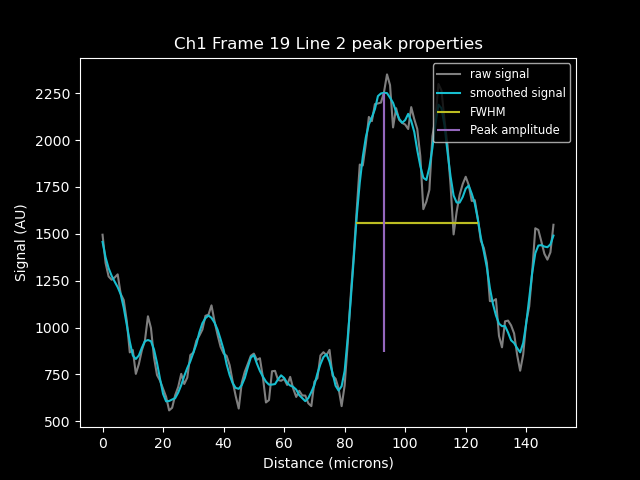 Ch1 Frame 19 Line 2 peak properties
raw signal
smoothed signal
FWHM
Peak amplitude
Signal (AU)
2250
2000
1750
1500
1250
1000
750
500
0 20 40 60 80 100 120 140
Distance (microns)